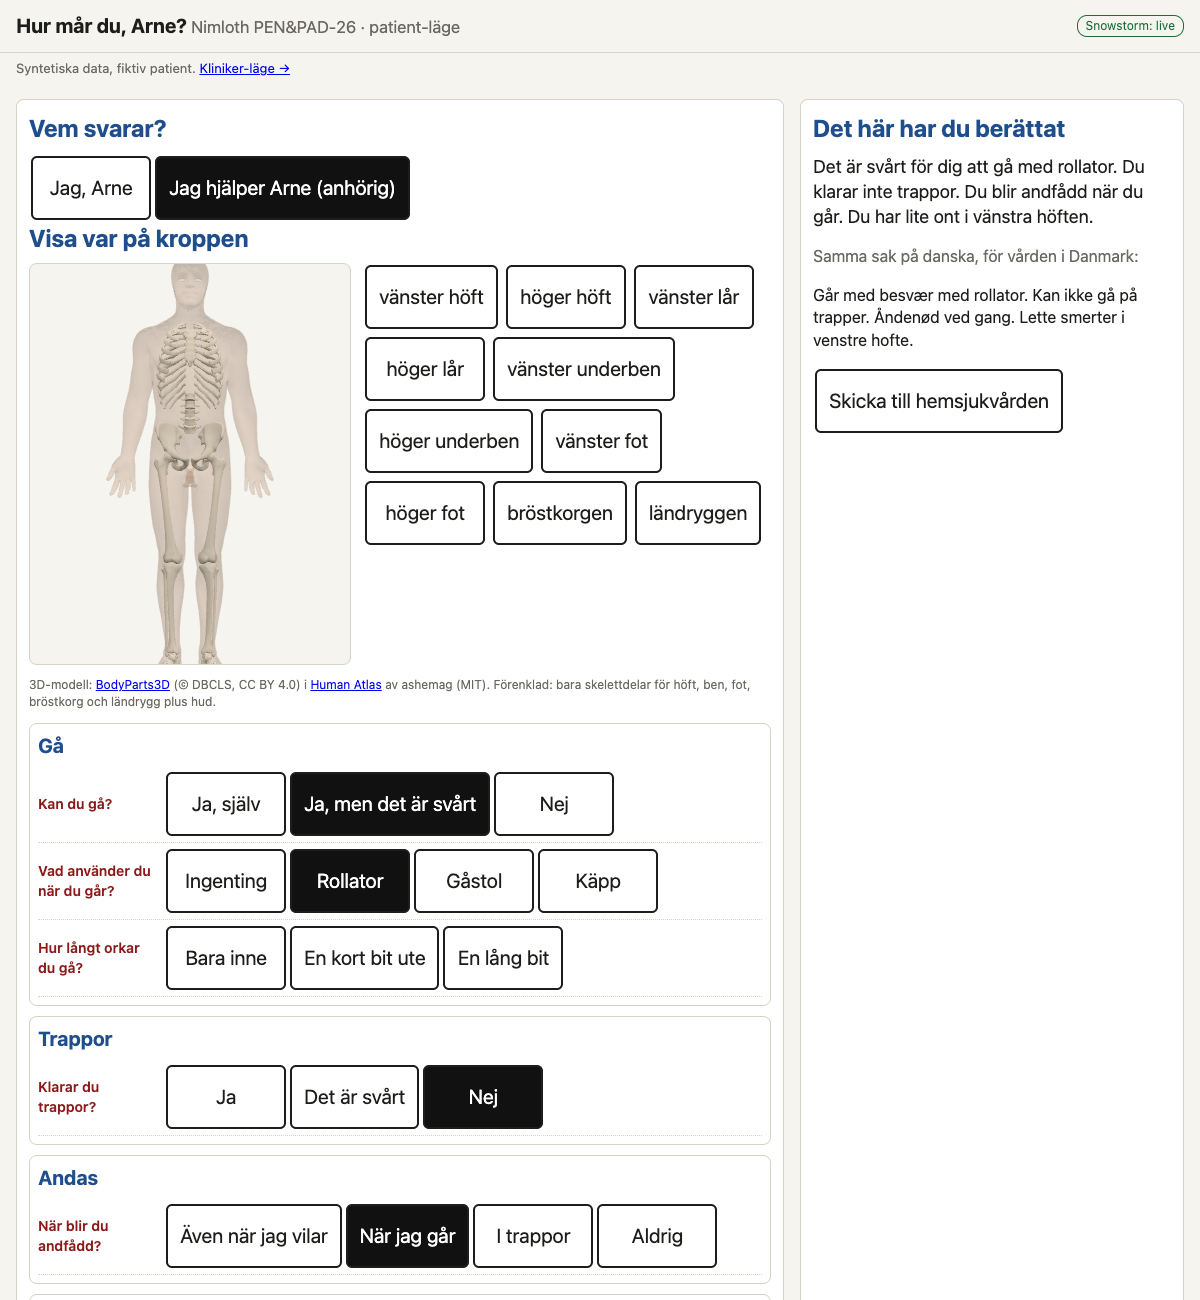 Hur mår du, Arne? Nimloth PEN&PAD-26 · patient-läge
Snowstorm: live
Syntetiska data, fiktiv patient. Kliniker-läge →
Vem svarar?
Jag, Arne
Jag hjälper Arne (anhörig)
Visa var på kroppen
vänster höft
höger höft
vänster lår
höger lår
vänster underben
höger underben
vänster fot
höger fot
bröstkorgen
ländryggen
3D-modell: BodyParts3D (© DBCLS, CC BY 4.0) i Human Atlas av ashemag (MIT). Förenklad: bara skelettdelar för höft, ben, fot,
bröstkorg och ländrygg plus hud.
Gå
Kan du gå?
Ja, själv
Ja, men det är svårt
Nej
Vad använder du
när du går?
Ingenting
Rollator
Gåstol
Käpp
Hur långt orkar
du gå?
Bara inne
En kort bit ute
En lång bit
Trappor
Klarar du
trappor?
Ja
Det är svårt
Nej
Andas
När blir du
andfådd?
Även när jag vilar
När jag går
I trappor
Aldrig
Det här har du berättat
Det är svårt för dig att gå med rollator. Du
klarar inte trappor. Du blir andfådd när du
går. Du har lite ont i vänstra höften.
Samma sak på danska, för vården i Danmark:
Går med besvær med rollator. Kan ikke gå på
trapper. Åndenød ved gang. Lette smerter i
venstre hofte.
Skicka till hemsjukvården